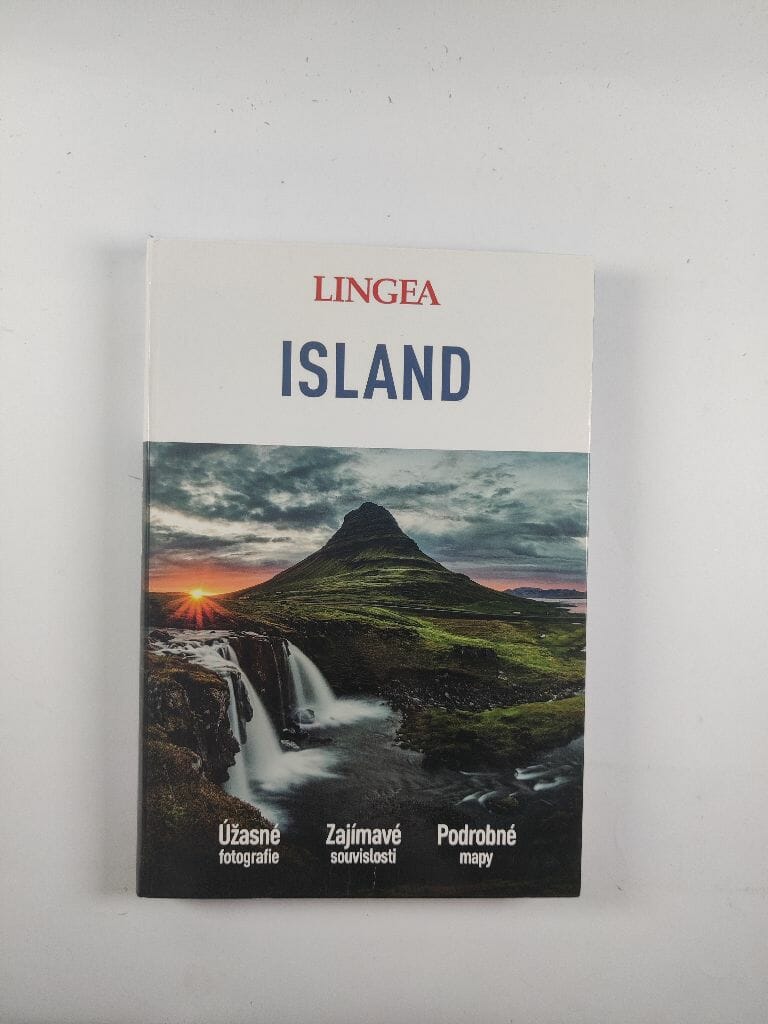 LINGEA
ISLAND
Úžasné Zajímavé Podrobné
fotografie souvislosti mapy